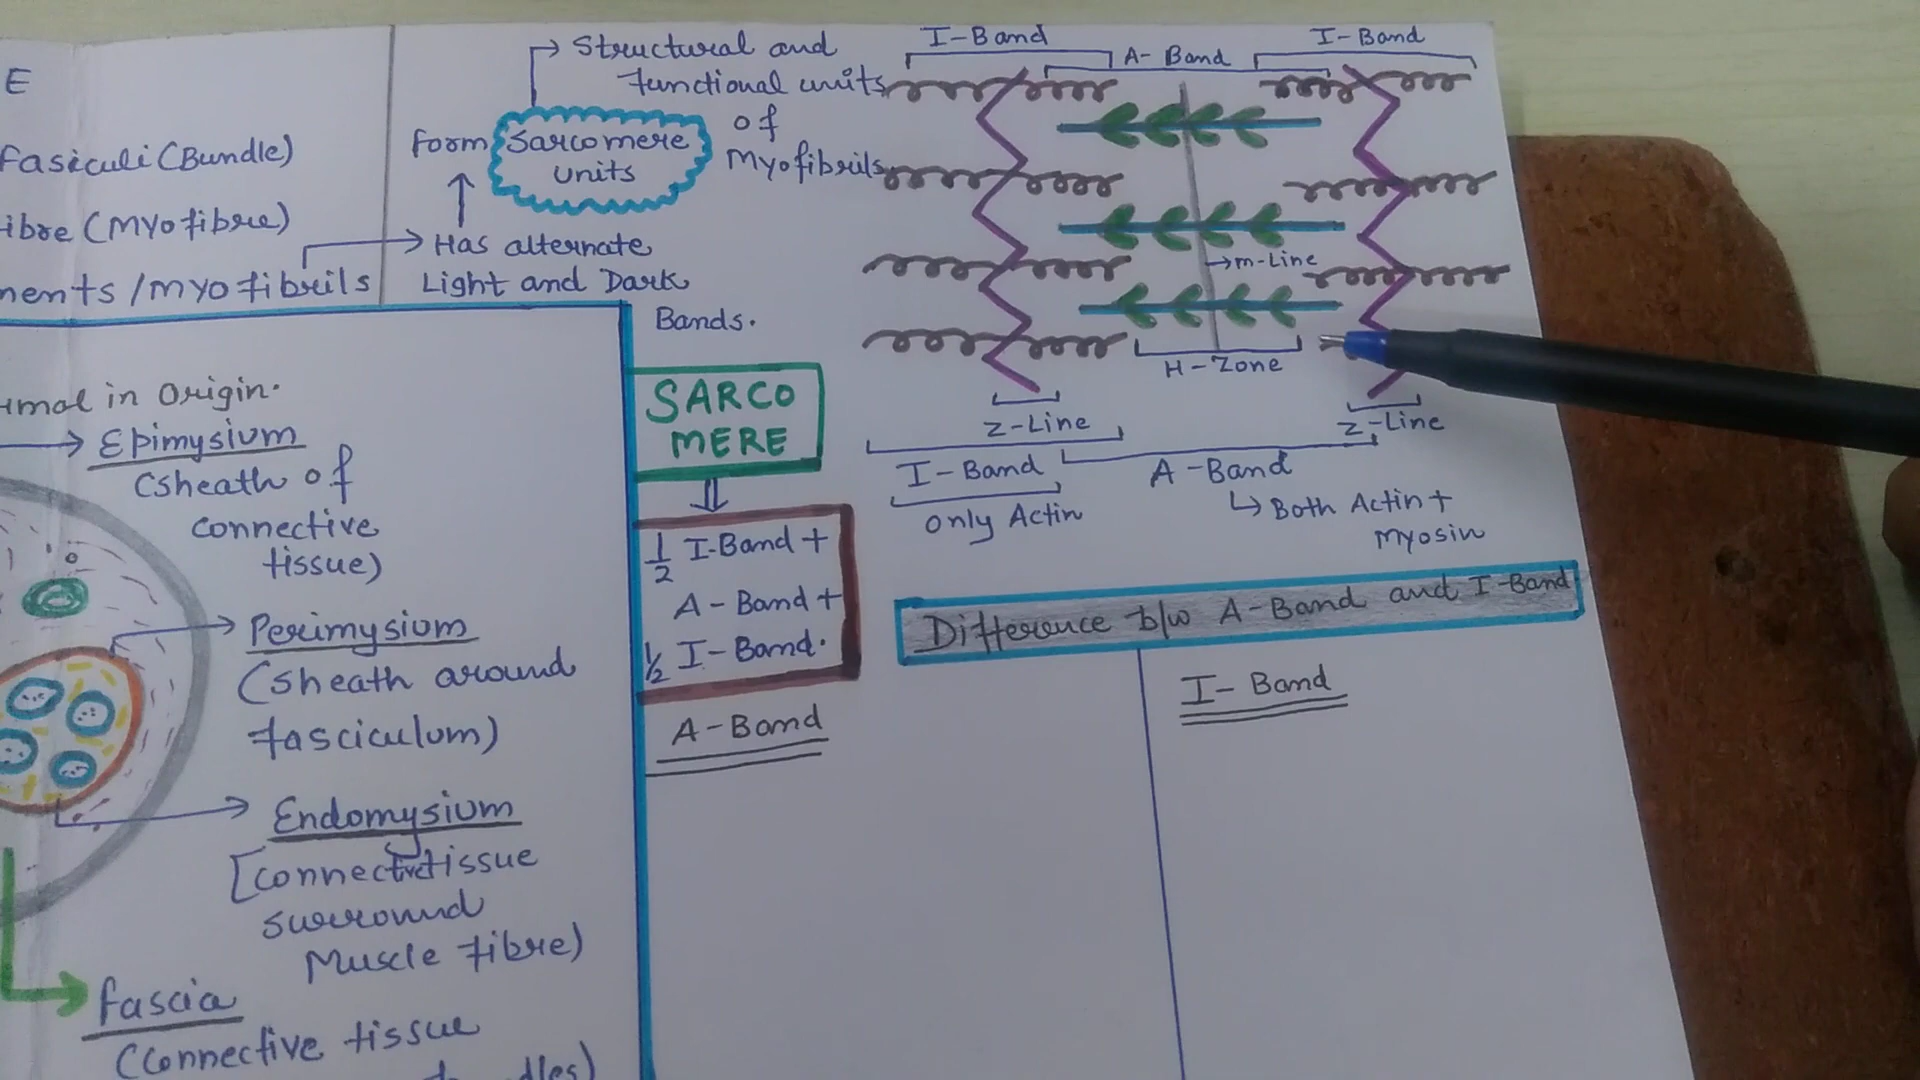 E
Fasiculi (Bundle)
ibre (Myofibre)
ments / myofibrils
Structural and
functional units
of
Myofibrils
Form
Sarcomere
units
Has alternate
Light and Dark
Bands.
I-Band
A- Band
I-Band
→m-Line
H-Zone
Z-Line
Z-Line
I-Band
A-Band
only Actin
Both Actin +
myosin
SARCO
MERE
1/2 I-Band +
A-Band +
1/2 I-Band.
Difference b/w A-Band and I-Band
A-Band
I-Band
in Origin.
Epimysium
(sheath of
connective
tissue)
Perimysium
(sheath around
fasciculum)
Endomysium
[connective tissue
surround
Muscle fibre)
fascia
(Connective tissue